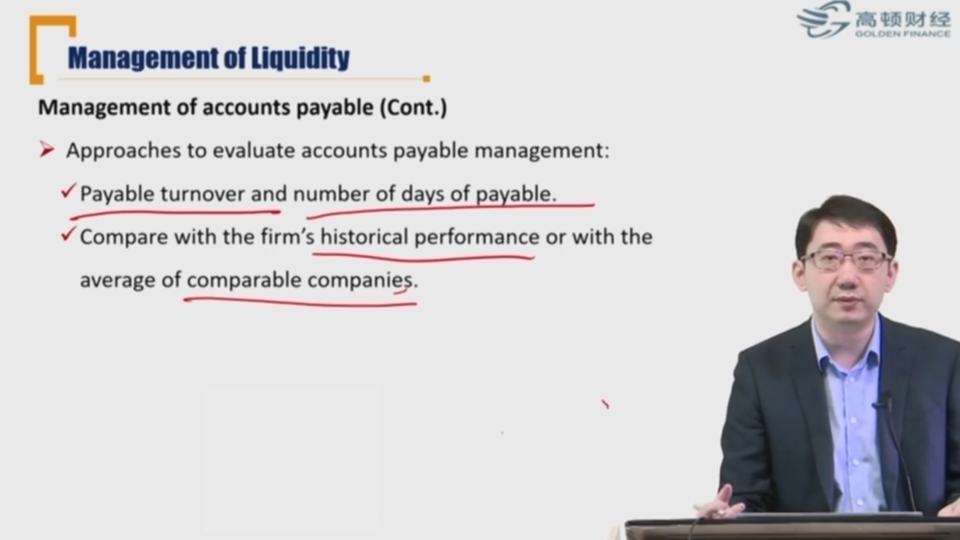 高顿财经
GOLDEN FINANCE
Management of Liquidity
Management of accounts payable (Cont.)
Approaches to evaluate accounts payable management:
Payable turnover and number of days of payable.
Compare with the firm's historical performance or with the
average of comparable companies.